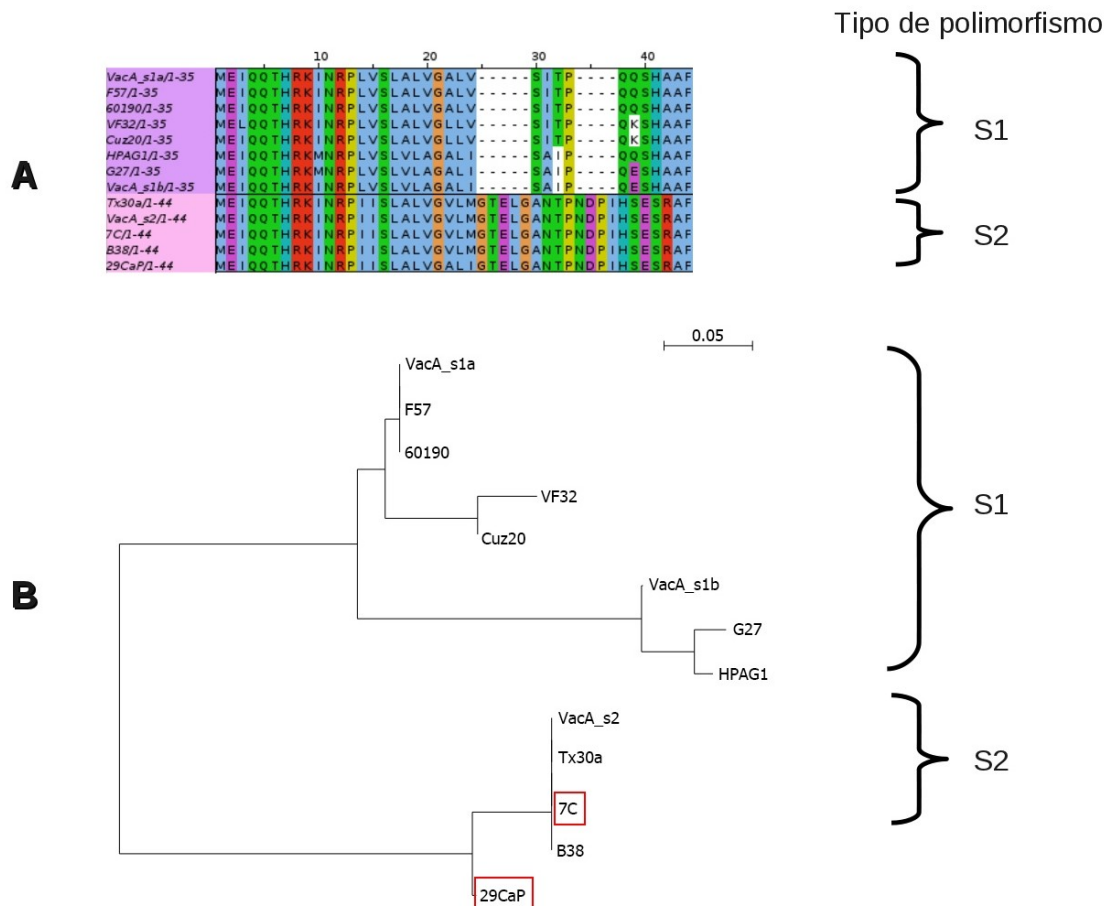 Tipo de polimorfismo
10 20 30 40
VacA_s1a/1-35 MEIQQTHRKINRPLVSLALVGALV-----SITP----QQSHAAF
F57/1-35 MEIQQTHRKINRPLVSLALVGALV-----SITP----QQSHAAF
60190/1-35 MEIQQTHRKINRPLVSLALVGALV-----SITP----QQSHAAF
VF32/1-35 MELQQTHRKINRPLVSLALVGLLV-----SITP----QKSHAAF
Cuz20/1-35 MEIQQTHRKINRPLVSLALVGLLV-----SITP----QKSHAAF
HPAG1/1-35 MEIQQTHRKMNRPLVSLVLAGALI-----SAIP----QQSHAAF
G27/1-35 MEIQQTHRKMNRPLVSLVLAGALI-----SAIP----QESHAAF
VacA_s1b/1-35 MEIQQTHRKINRPLVSLVLAGALI-----SAIP----QESHAAF
Tx30a/1-44 MEIQQTHRKINRPIISLALVGVLMGTELGANTPNDPIHSESRAF
VacA_s2/1-44 MEIQQTHRKINRPIISLALVGVLMGTELGANTPNDPIHSESRAF
7C/1-44 MEIQQTHRKINRPIISLALVGVLMGTELGANTPNDPIHSESRAF
B38/1-44 MEIQQTHRKINRPIISLALVGVLMGTELGANTPNDPIHSESRAF
29CaP/1-44 MEIQQTHRKINRPIISLALVGALIGTELGANTPNDPIHSESRAF
A
S1
S2
0.05
VacA_s1a
F57
60190
VF32
Cuz20
VacA_s1b
G27
HPAG1
B
S1
VacA_s2
Tx30a
7C
B38
29CaP
S2